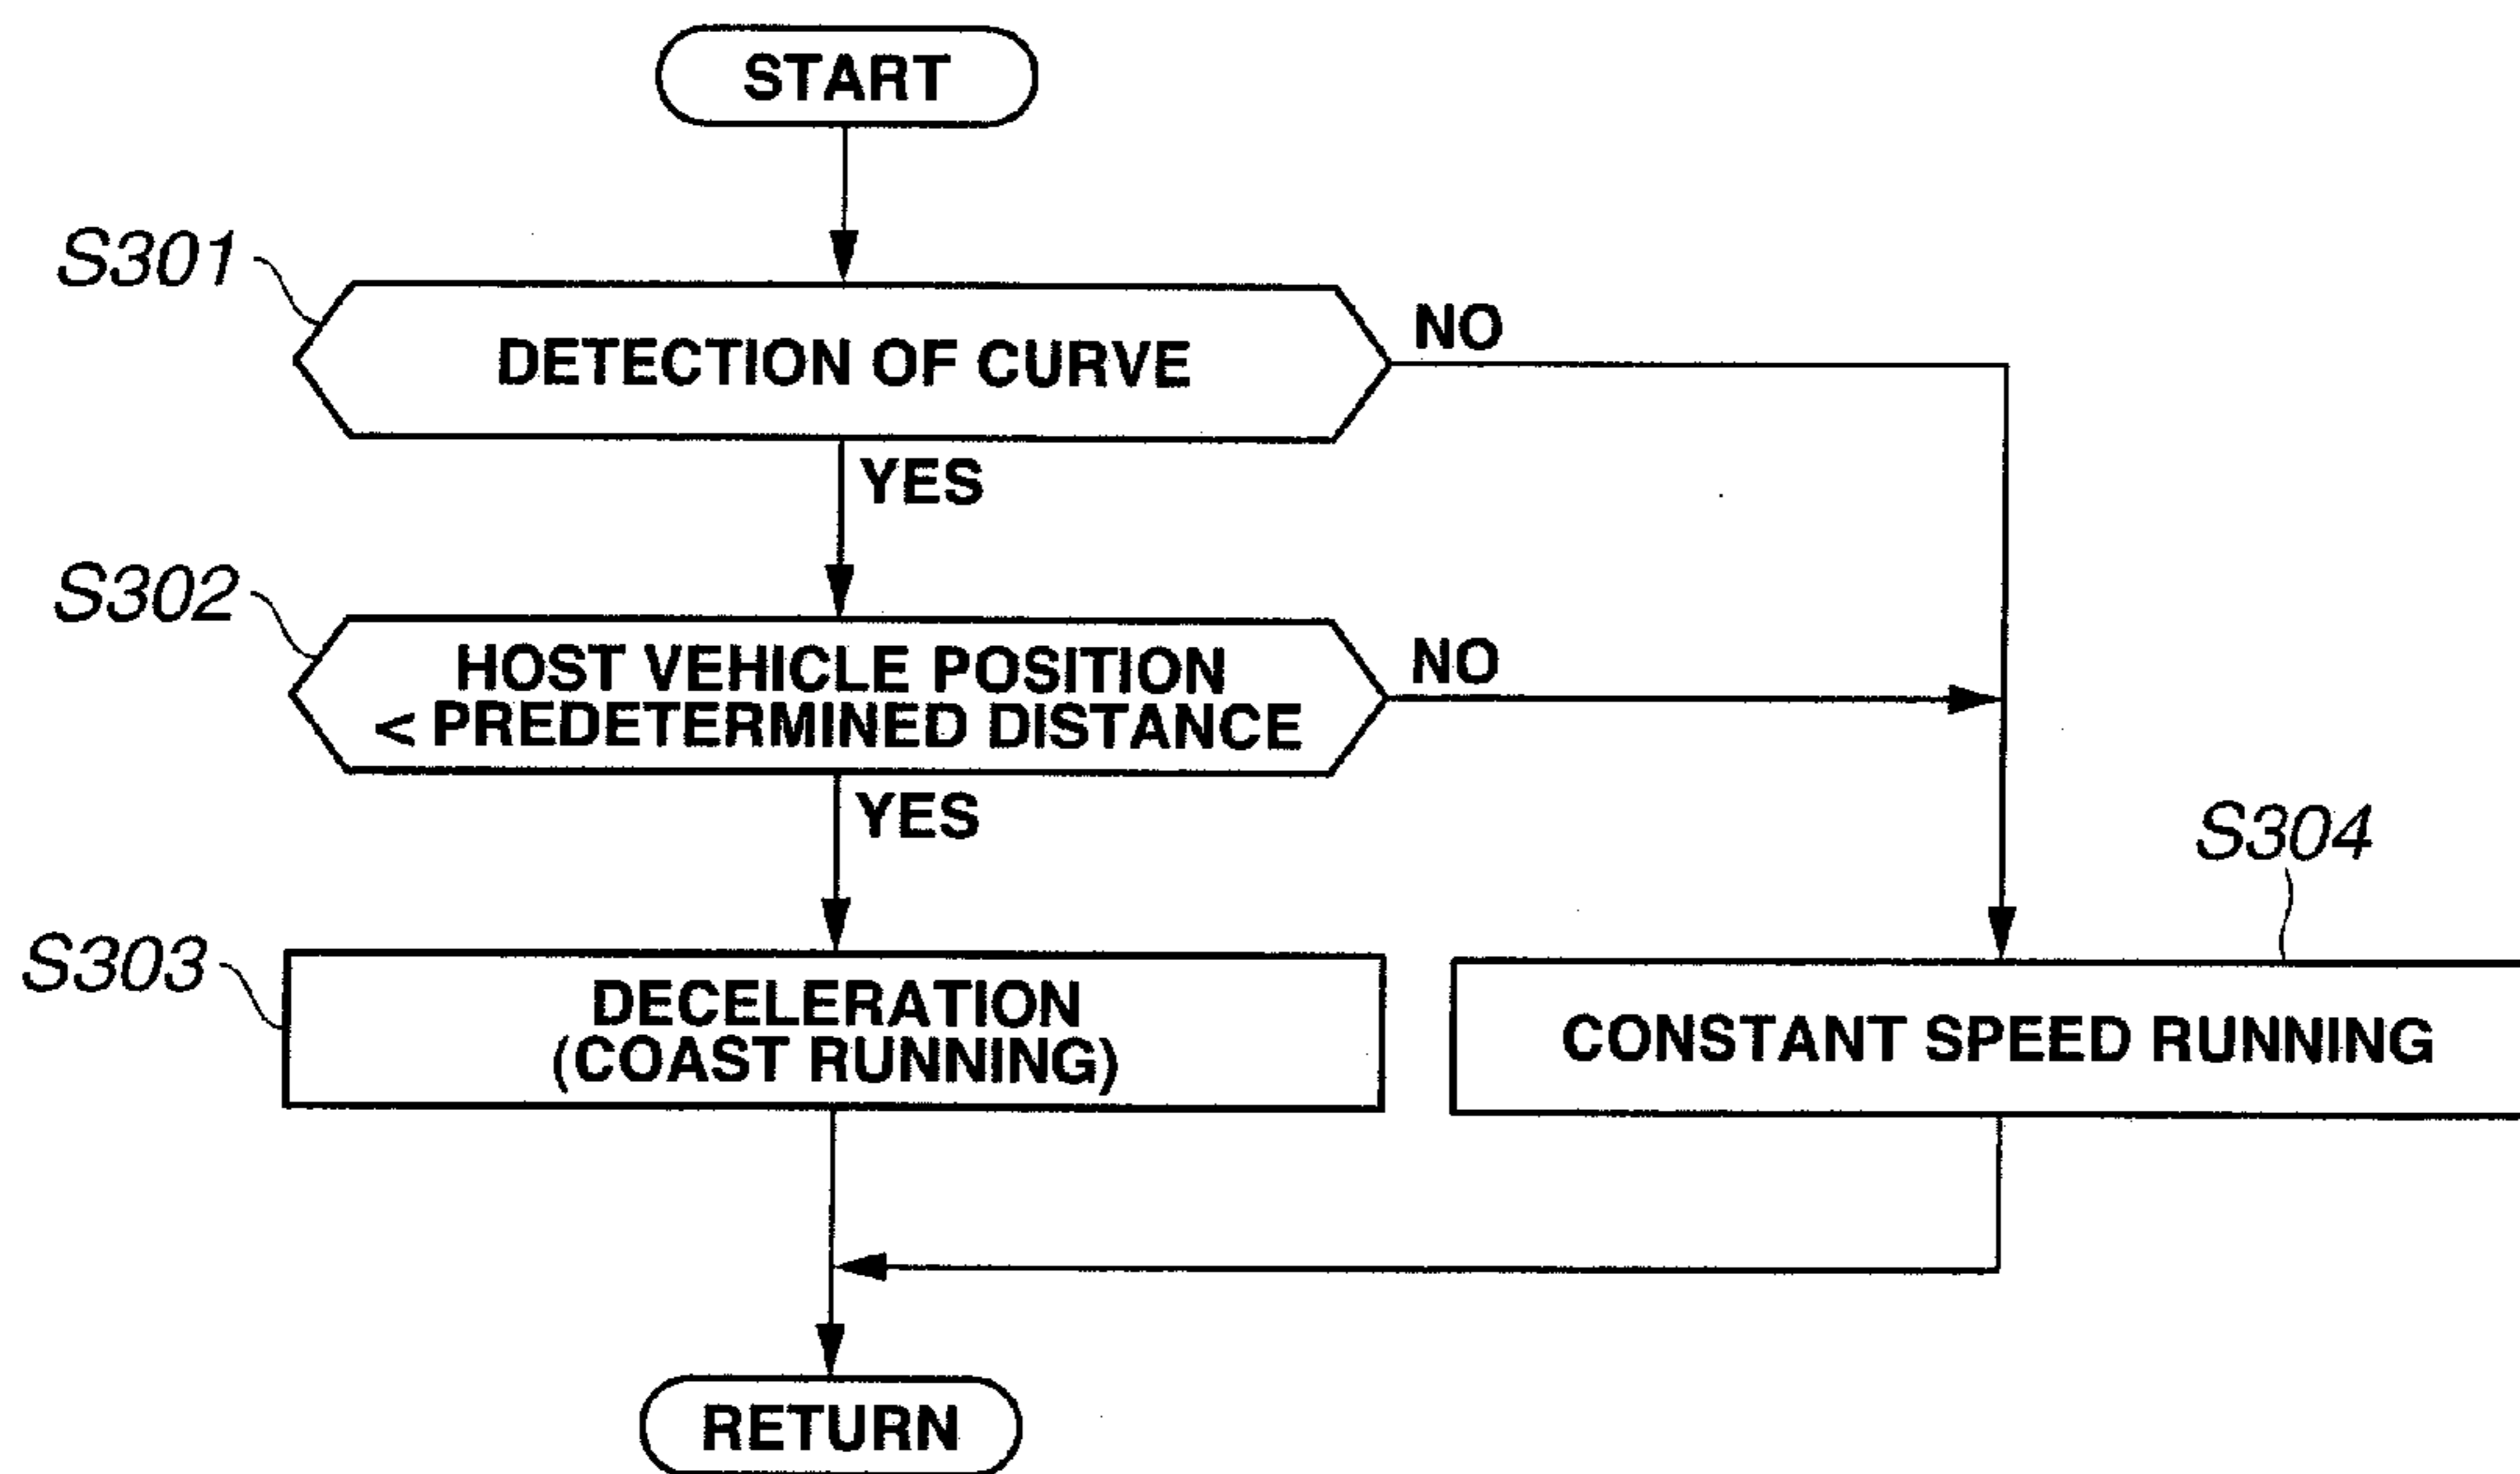 START
S301
DETECTION OF CURVE
NO
YES
S302
HOST VEHICLE POSITION
< PREDETERMINED DISTANCE
NO
YES
S303
DECELERATION
(COAST RUNNING)
S304
CONSTANT SPEED RUNNING
RETURN